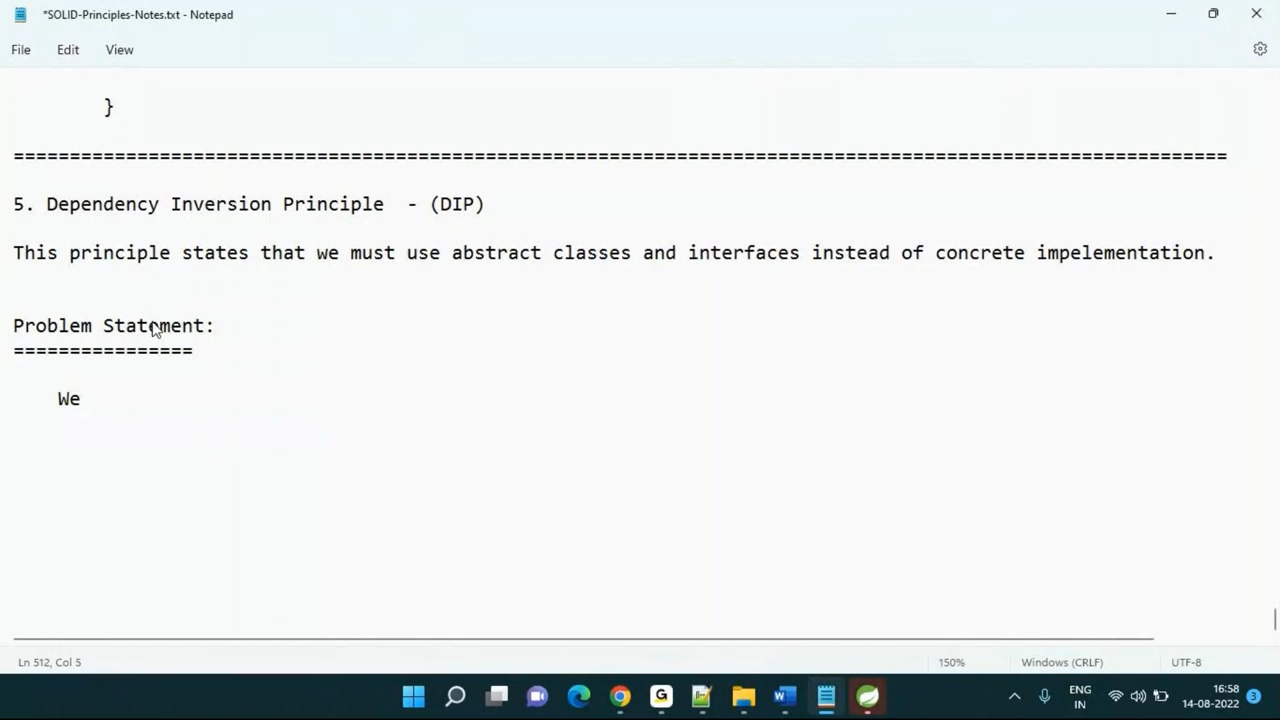 *SOLID-Principles-Notes.txt - Notepad
File Edit View
}
============================================================================================================
5. Dependency Inversion Principle  - (DIP)
This principle states that we must use abstract classes and interfaces instead of concrete impelementation.
Problem Statement:
================
We
Ln 512, Col 5 150% Windows (CRLF) UTF-8
G
W
ENG
IN
16:58
14-08-2022
3